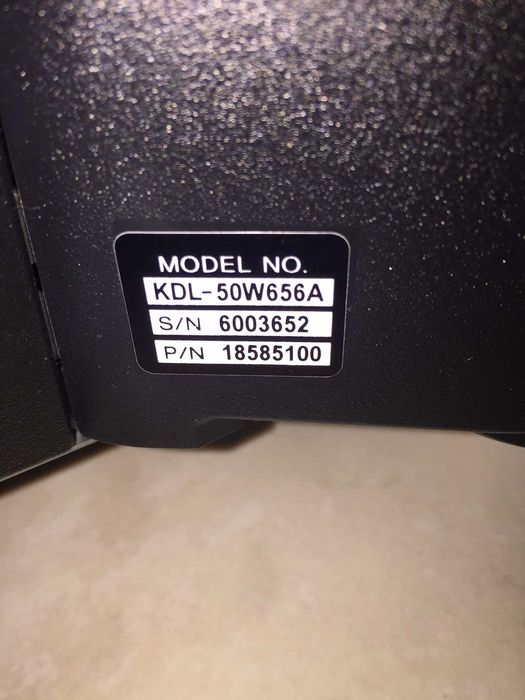 MODEL NO.
KDL-50W656A
S/N 6003652
P/N 18585100